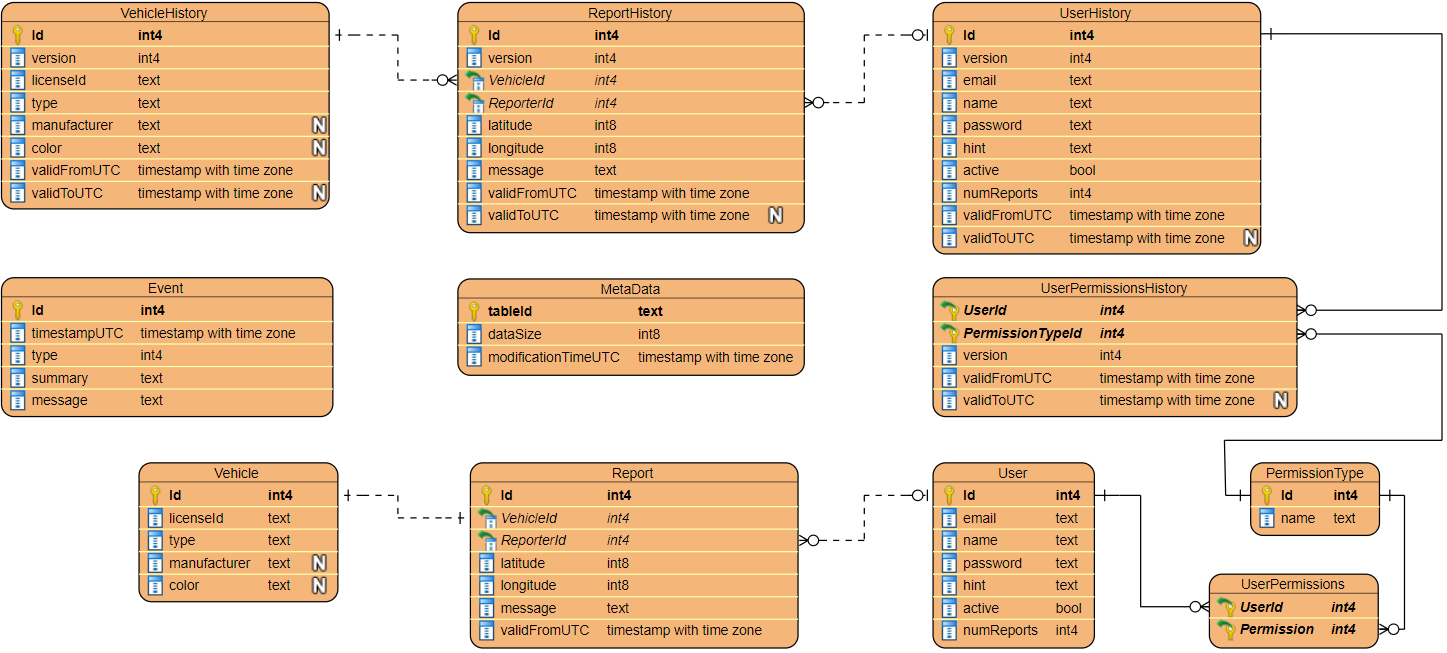 VehicleHistory
Id int4
version int4
licenseId text
type text
manufacturer text N
color text N
validFromUTC timestamp with time zone
validToUTC timestamp with time zone N
ReportHistory
Id int4
version int4
VehicleId int4
ReporterId int4
latitude int8
longitude int8
message text
validFromUTC timestamp with time zone
validToUTC timestamp with time zone N
UserHistory
Id int4
version int4
email text
name text
password text
hint text
active bool
numReports int4
validFromUTC timestamp with time zone
validToUTC timestamp with time zone N
Event
Id int4
timestampUTC timestamp with time zone
type int4
summary text
message text
MetaData
tableId text
dataSize int8
modificationTimeUTC timestamp with time zone
UserPermissionsHistory
UserId int4
PermissionTypeId int4
version int4
validFromUTC timestamp with time zone
validToUTC timestamp with time zone N
Vehicle
Id int4
licenseId text
type text
manufacturer text N
color text N
Report
Id int4
VehicleId int4
ReporterId int4
latitude int8
longitude int8
message text
validFromUTC timestamp with time zone
User
Id int4
email text
name text
password text
hint text
active bool
numReports int4
PermissionType
Id int4
name text
UserPermissions
UserId int4
Permission int4